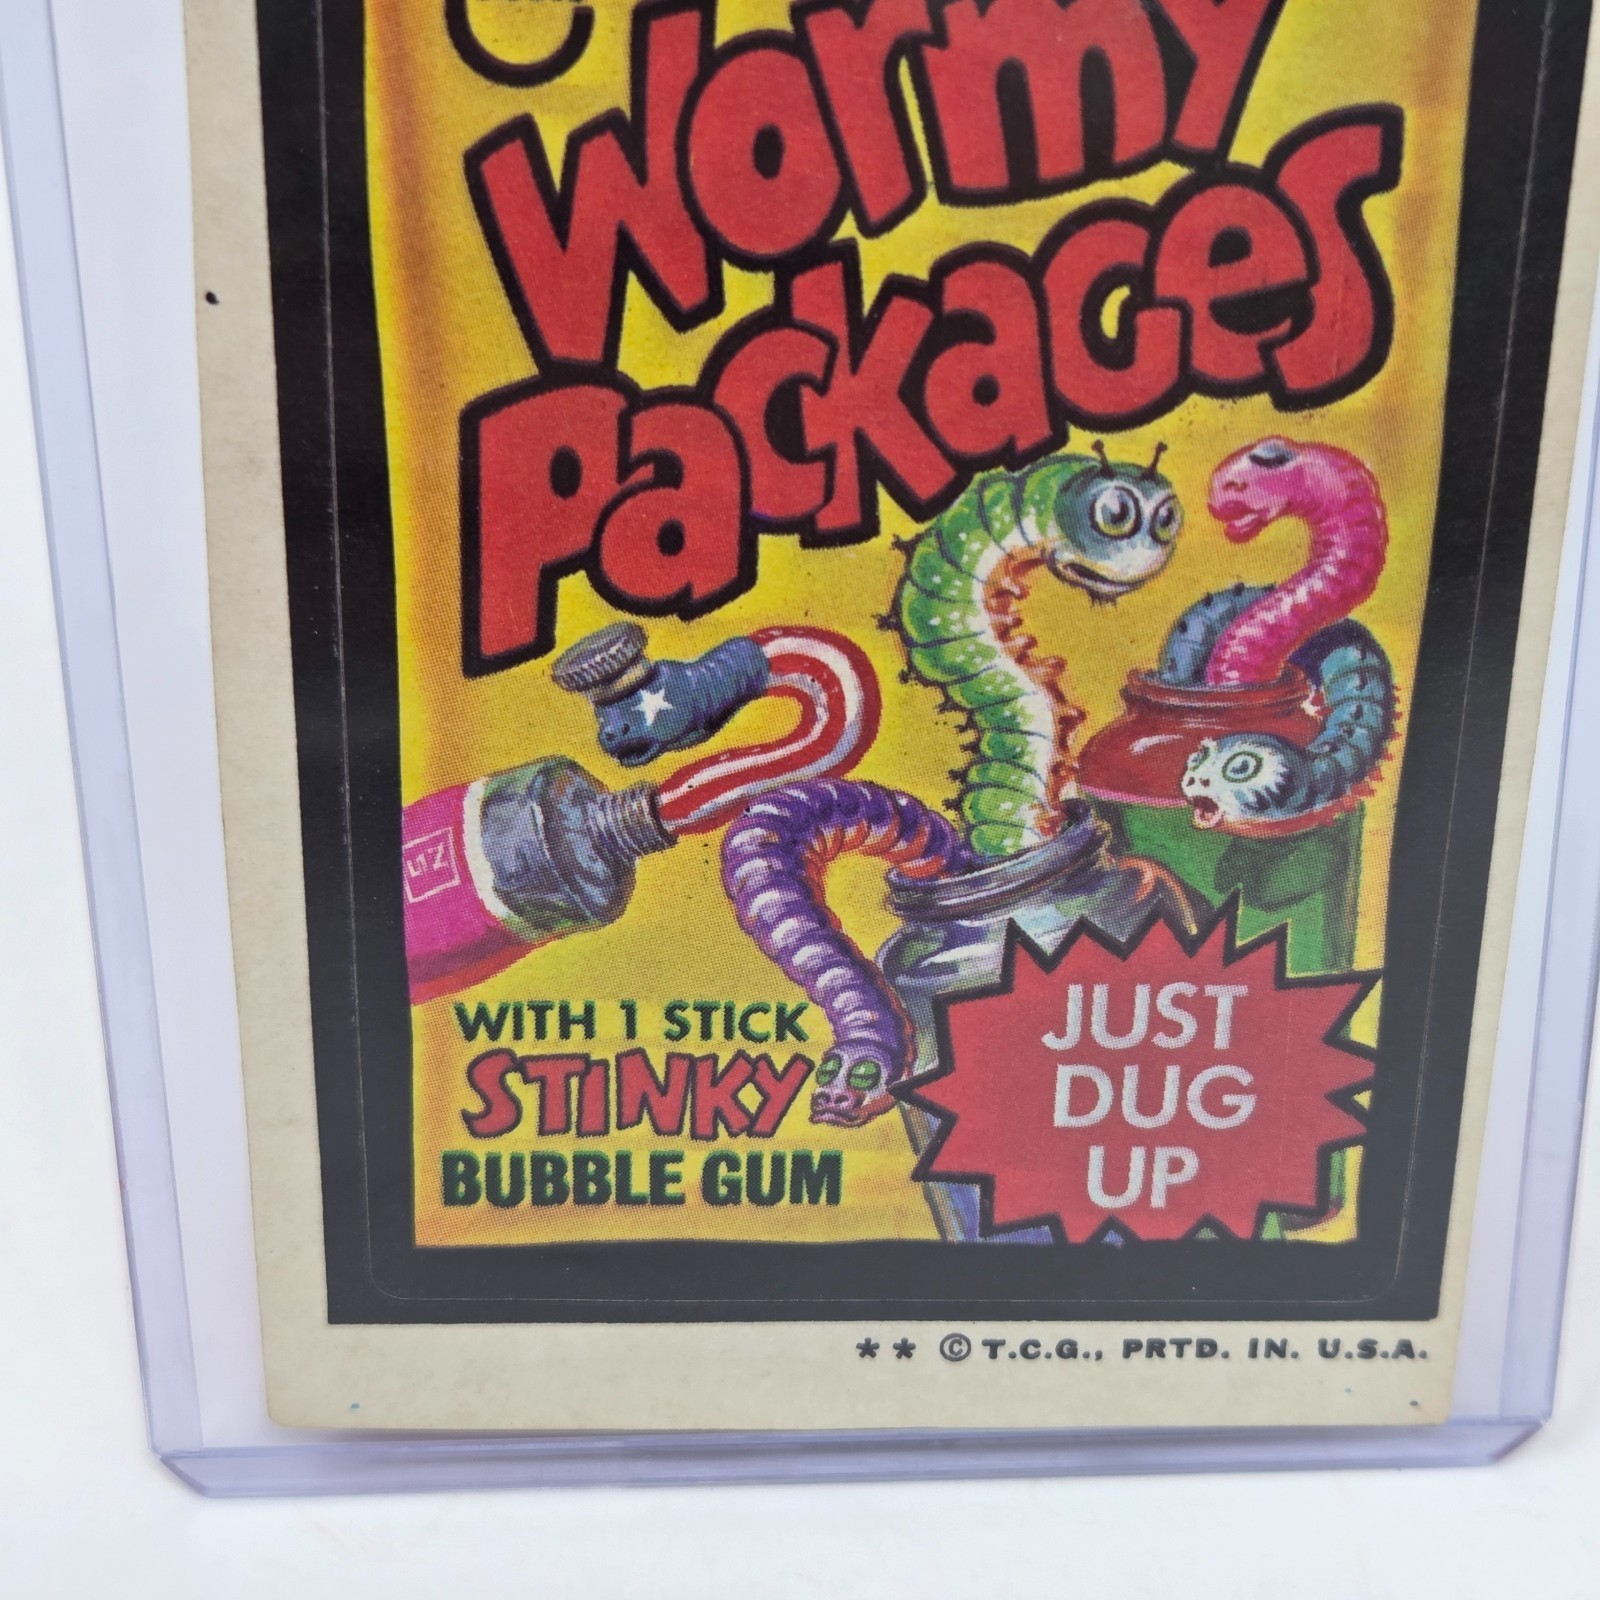 Wormy
Packages
WITH 1 STICK
STINKY
BUBBLE GUM
JUST
DUG
UP
** © T.C.G., PRTD. IN. U.S.A.